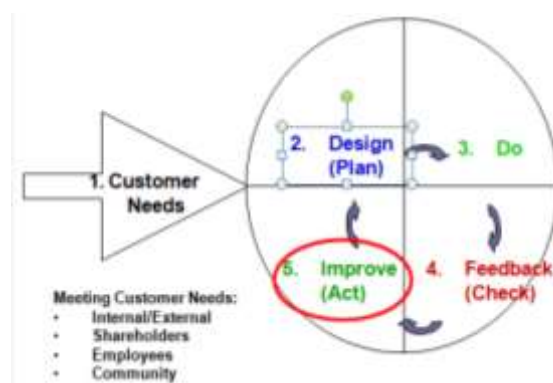 2. Design
(Plan)
3. Do
1. Customer
Needs
5. Improve
(Act)
4. Feedback
(Check)
Meeting Customer Needs:
• Internal/External
• Shareholders
• Employees
• Community